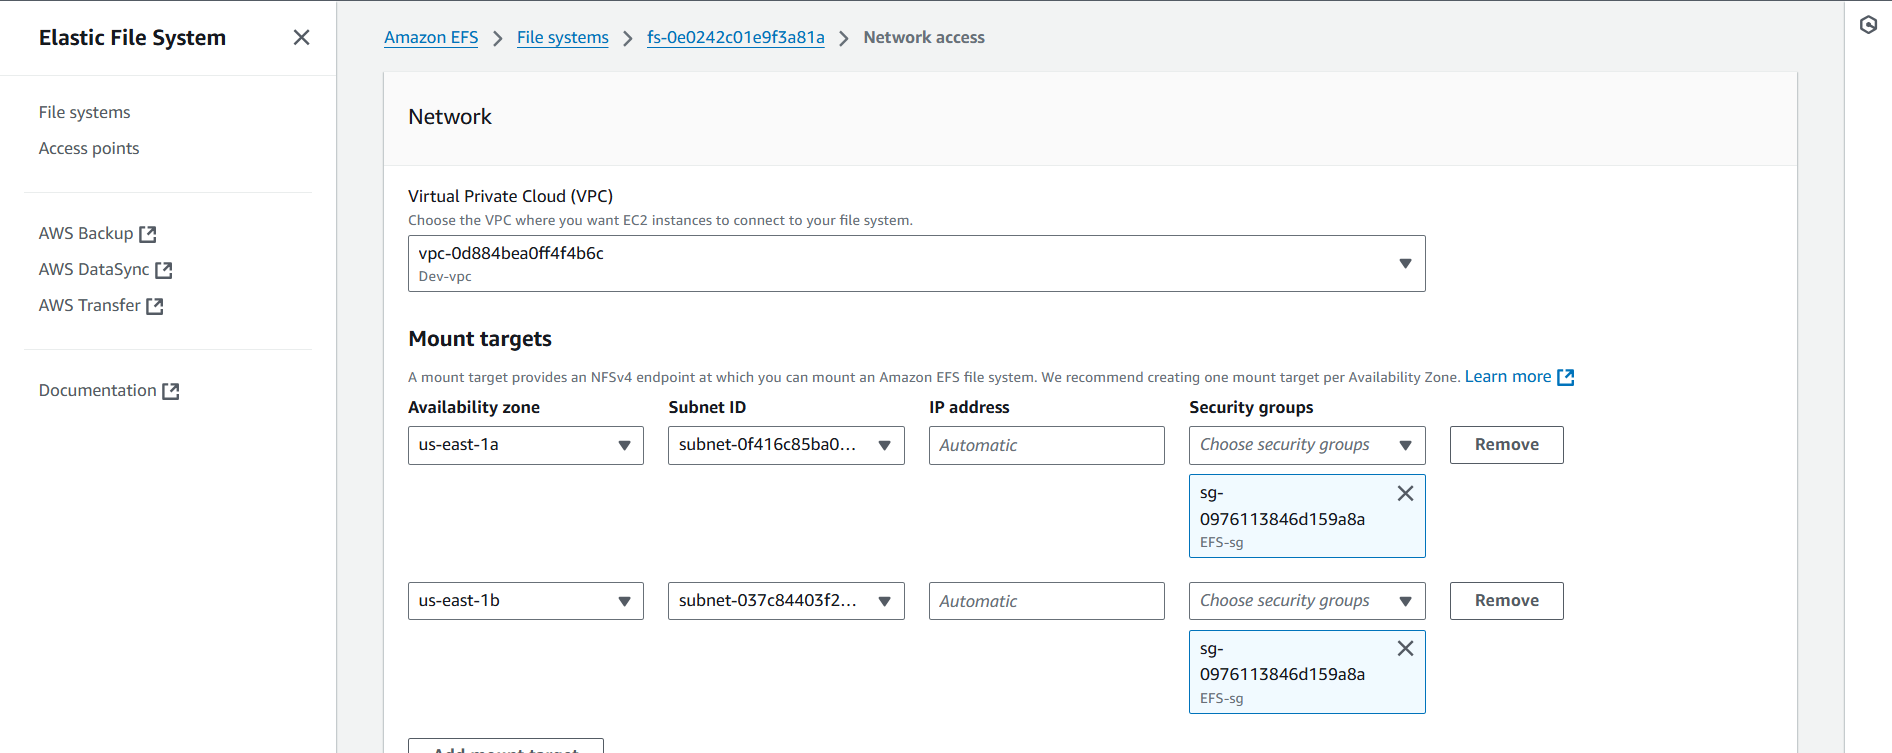 Elastic File System
File systems
Access points
AWS Backup
AWS DataSync
AWS Transfer
Documentation
Amazon EFS
File systems
fs-0e0242c01e9f3a81a
Network access
Network
Virtual Private Cloud (VPC)
Choose the VPC where you want EC2 instances to connect to your file system.
vpc-0d884bea0ff4f4b6c
Dev-vpc
Mount targets
A mount target provides an NFSv4 endpoint at which you can mount an Amazon EFS file system. We recommend creating one mount target per Availability Zone. Learn more
Availability zone Subnet ID IP address Security groups
us-east-1a subnet-0f416c85ba0... Automatic Choose security groups Remove
sg-
0976113846d159a8a
EFS-sg
us-east-1b subnet-037c84403f2... Automatic Choose security groups Remove
sg-
0976113846d159a8a
EFS-sg
Add mount target